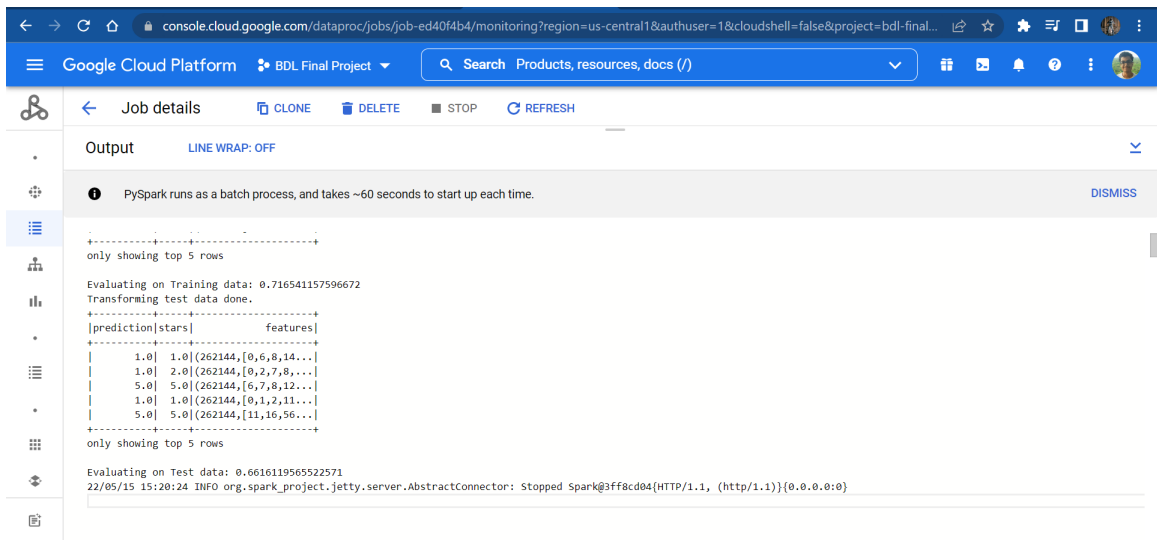 console.cloud.google.com/dataproc/jobs/job-ed40f4b4/monitoring?region=us-central1&authuser=1&cloudshell=false&project=bdl-final...
Google Cloud Platform BDL Final Project Search Products, resources, docs (/)
Job details CLONE DELETE STOP REFRESH
Output LINE WRAP: OFF
PySpark runs as a batch process, and takes ~60 seconds to start up each time. DISMISS
+----------+-----+--------------------+
only showing top 5 rows
Evaluating on Training data: 0.716541157596672
Transforming test data done.
+----------+-----+--------------------+
|prediction|stars|            features|
+----------+-----+--------------------+
|       1.0|  1.0|(262144,[0,6,8,14...|
|       1.0|  2.0|(262144,[0,2,7,8,...|
|       5.0|  5.0|(262144,[6,7,8,12...|
|       1.0|  1.0|(262144,[0,1,2,11...|
|       5.0|  5.0|(262144,[11,16,56...|
+----------+-----+--------------------+
only showing top 5 rows
Evaluating on Test data: 0.6616119565522571
22/05/15 15:20:24 INFO org.spark_project.jetty.server.AbstractConnector: Stopped Spark@3ff8cd04{HTTP/1.1, (http/1.1)}{0.0.0.0:0}